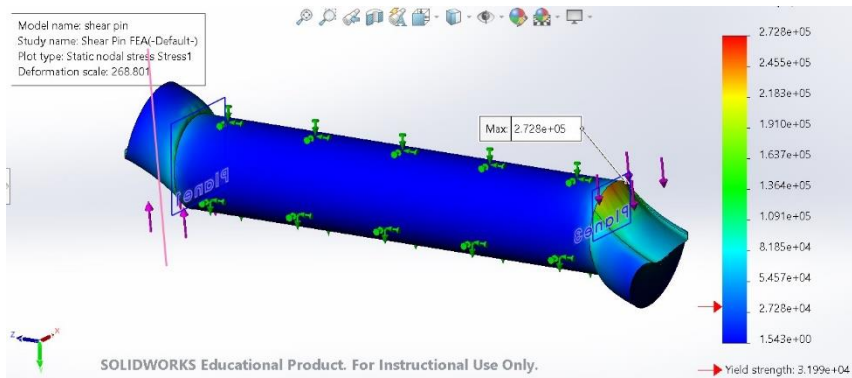 Model name: shear pin
Study name: Shear Pin FEA(-Default-)
Plot type: Static nodal stress Stress1
Deformation scale: 268.801
2.728e+05
2.455e+05
2.183e+05
1.910e+05
1.637e+05
1.364e+05
1.091e+05
8.185e+04
5.457e+04
2.728e+04
1.543e+00
Yield strength: 3.199e+04
Max: 2.728e+05
Plane
Plane
z
x
SOLIDWORKS Educational Product. For Instructional Use Only.